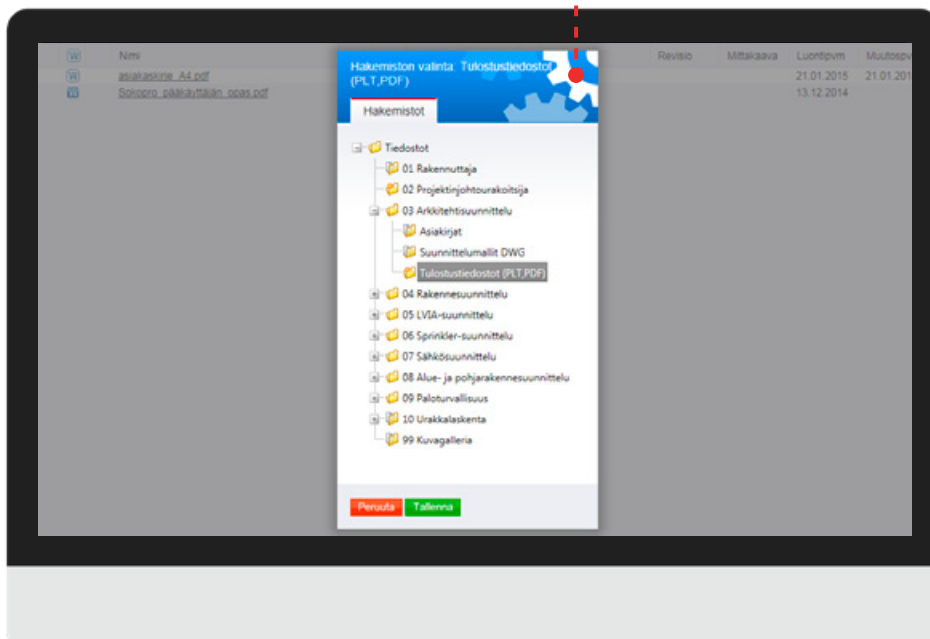 Nimi Revisio Mittakaava Luontipvm Muutospv
asiakaskirje_A4.pdf 21.01.2015 21.01.201
Sokopro_pääkäyttäjän_opas.pdf 13.12.2014
Hakemiston valinta: Tulostustiedostot
(PLT,PDF)
Hakemistot
Tiedostot
01 Rakennuttaja
02 Projektinjohtourakoitsija
03 Arkkitehtisuunnittelu
Asiakirjat
Suunnittelumallit DWG
Tulostustiedostot (PLT,PDF)
04 Rakennesuunnittelu
05 LVIA-suunnittelu
06 Sprinkler-suunnittelu
07 Sähkösuunnittelu
08 Alue- ja pohjarakennesuunnittelu
09 Paloturvallisuus
10 Urakkalaskenta
99 Kuvagalleria
Peruuta Tallenna